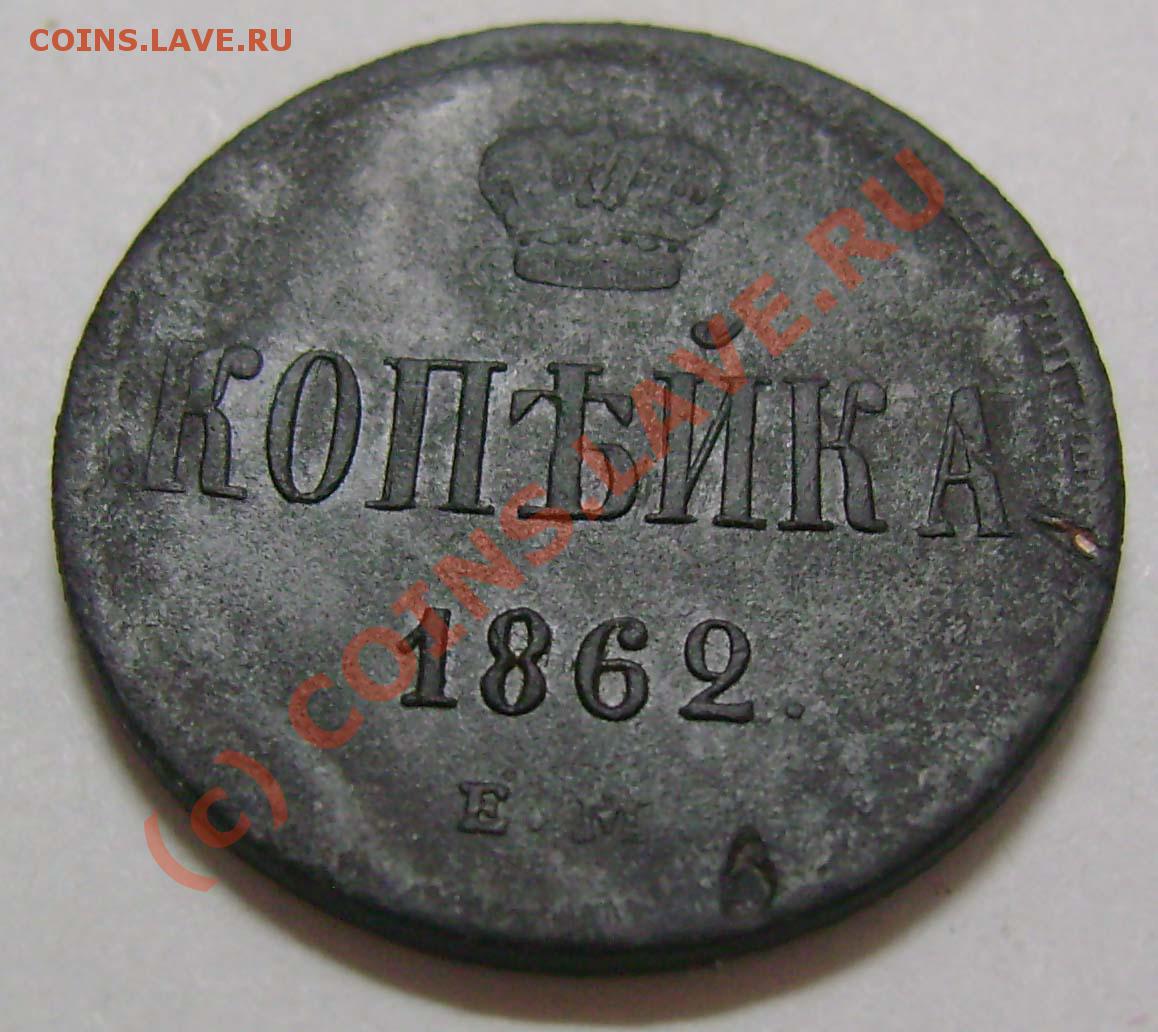 COINS.LAVE.RU
КОПѢЙКА
1862.
Е.М
(c) COINS.LAVE.RU